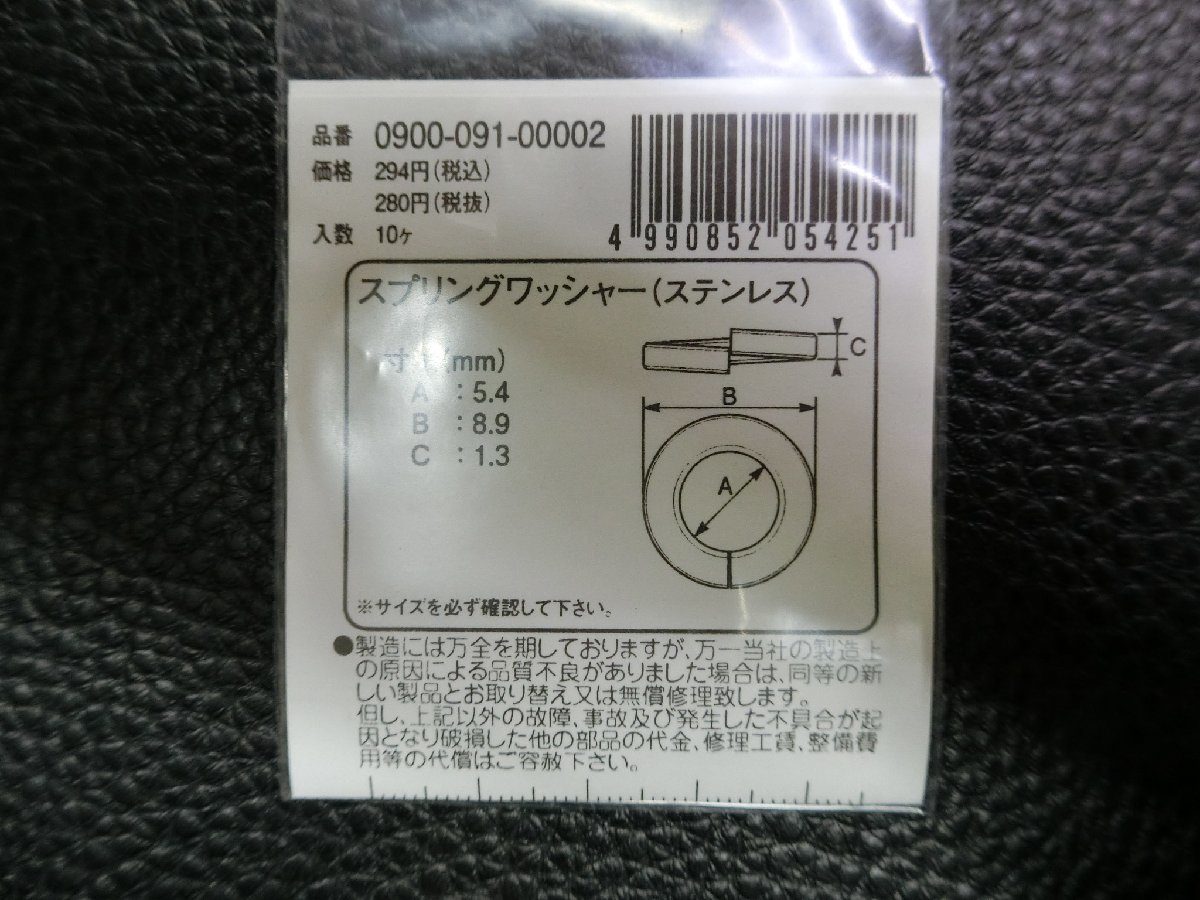 品番 0900-091-00002
価格 294円(税込)
280円(税抜)
入数 10ヶ
4 990852 054251
スプリングワッシャー(ステンレス)
寸 (mm)
A :5.4
B :8.9
C :1.3
C
B
A
※サイズを必ず確認して下さい。
●製造には万全を期しておりますが、万一当社の製造上
の原因による品質不良がありました場合は、同等の新
しい製品とお取り替え又は無償修理致します。
但し、上記以外の故障、事故及び発生した不具合が起
因となり破損した他の部品の代金、修理工賃、整備費
用等の代償はご容赦下さい。